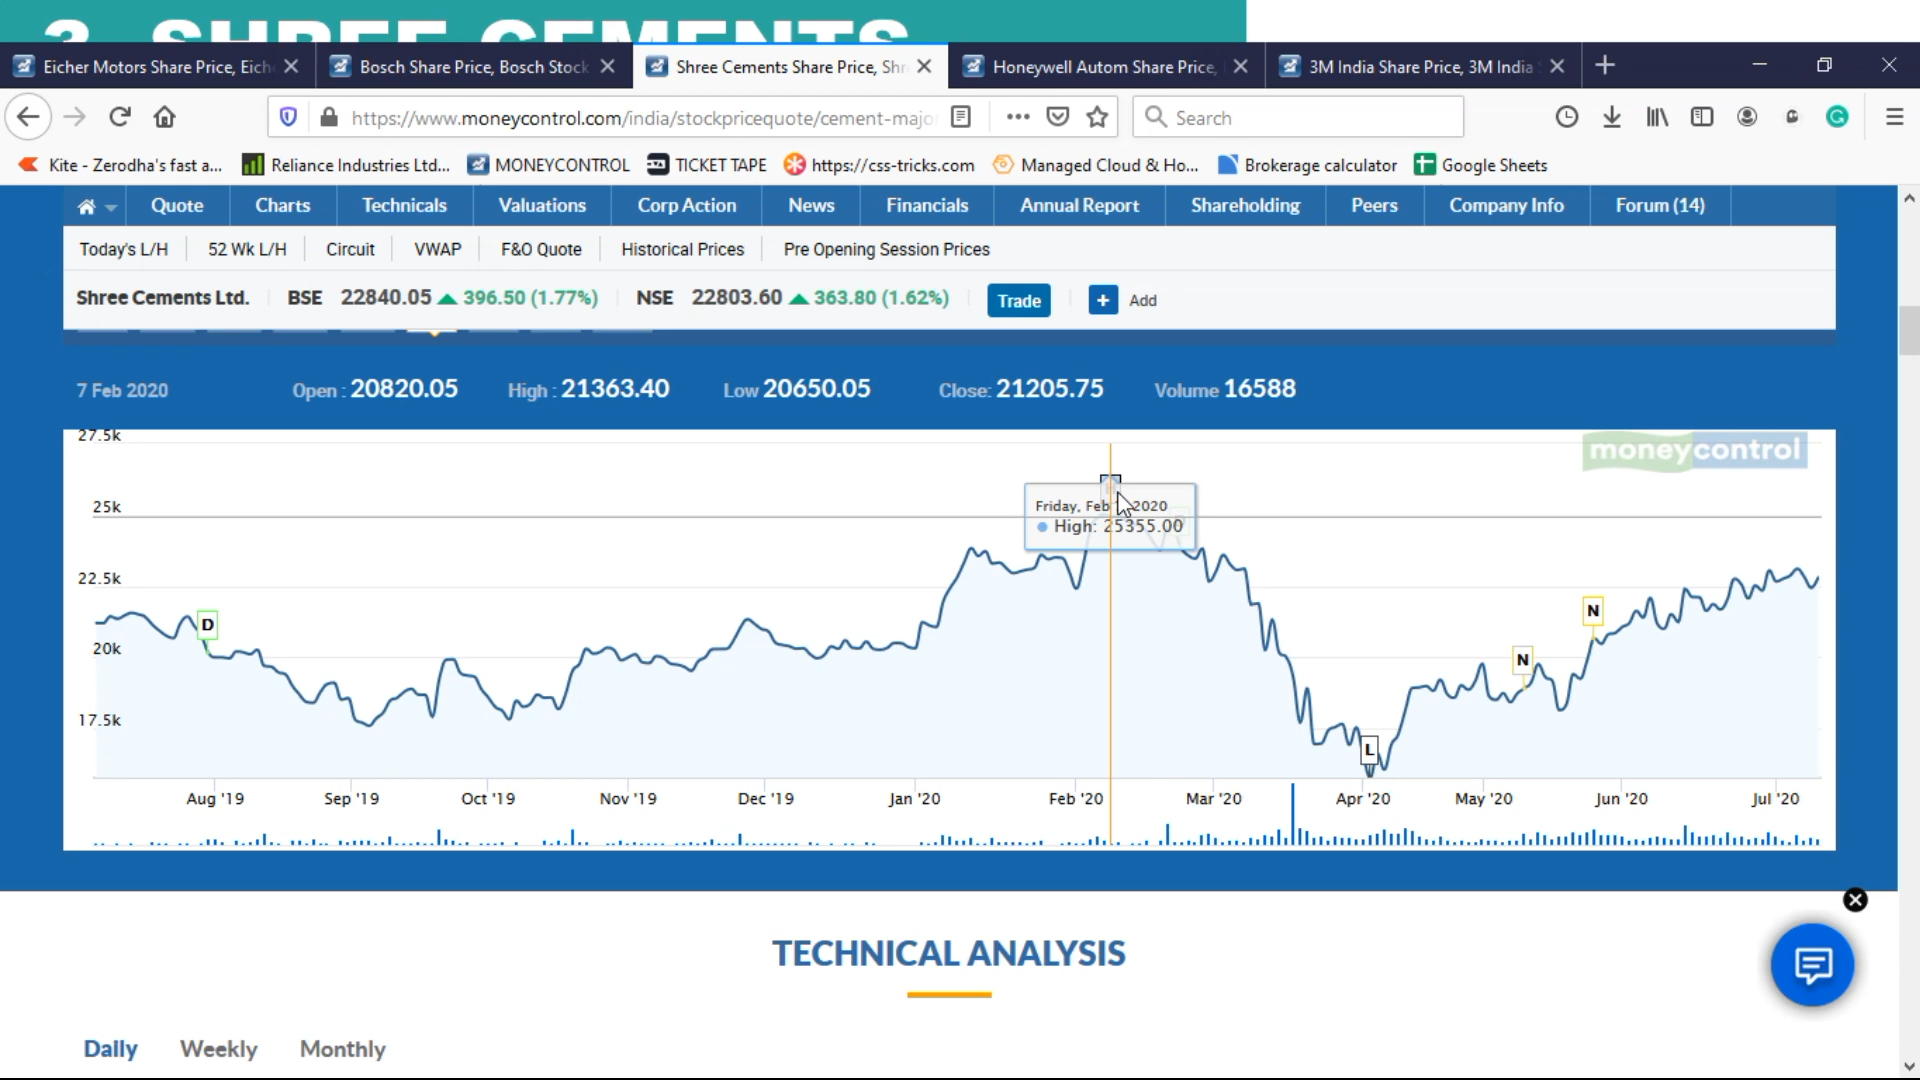 3. SHREE CEMENTS
Eicher Motors Share Price, Eich
Bosch Share Price, Bosch Stock
Shree Cements Share Price, Shr
Honeywell Autom Share Price,
3M India Share Price, 3M India
https://www.moneycontrol.com/india/stockpricequote/cement-majo
Search
Kite - Zerodha's fast a...
Reliance Industries Ltd...
MONEYCONTROL
TICKET TAPE
https://css-tricks.com
Managed Cloud & Ho...
Brokerage calculator
Google Sheets
Quote Charts Technicals Valuations Corp Action News Financials Annual Report Shareholding Peers Company Info Forum (14)
Today's L/H 52 Wk L/H Circuit VWAP F&O Quote Historical Prices Pre Opening Session Prices
Shree Cements Ltd. BSE 22840.05 396.50 (1.77%) NSE 22803.60 363.80 (1.62%) Trade + Add
7 Feb 2020 Open : 20820.05 High : 21363.40 Low 20650.05 Close: 21205.75 Volume 16588
27.5k
moneycontrol
25k
Friday, Feb 2020
High: 25355.00
22.5k
D
N
20k
N
17.5k
L
Aug '19 Sep '19 Oct '19 Nov '19 Dec '19 Jan '20 Feb '20 Mar '20 Apr '20 May '20 Jun '20 Jul '20
TECHNICAL ANALYSIS
Daily Weekly Monthly